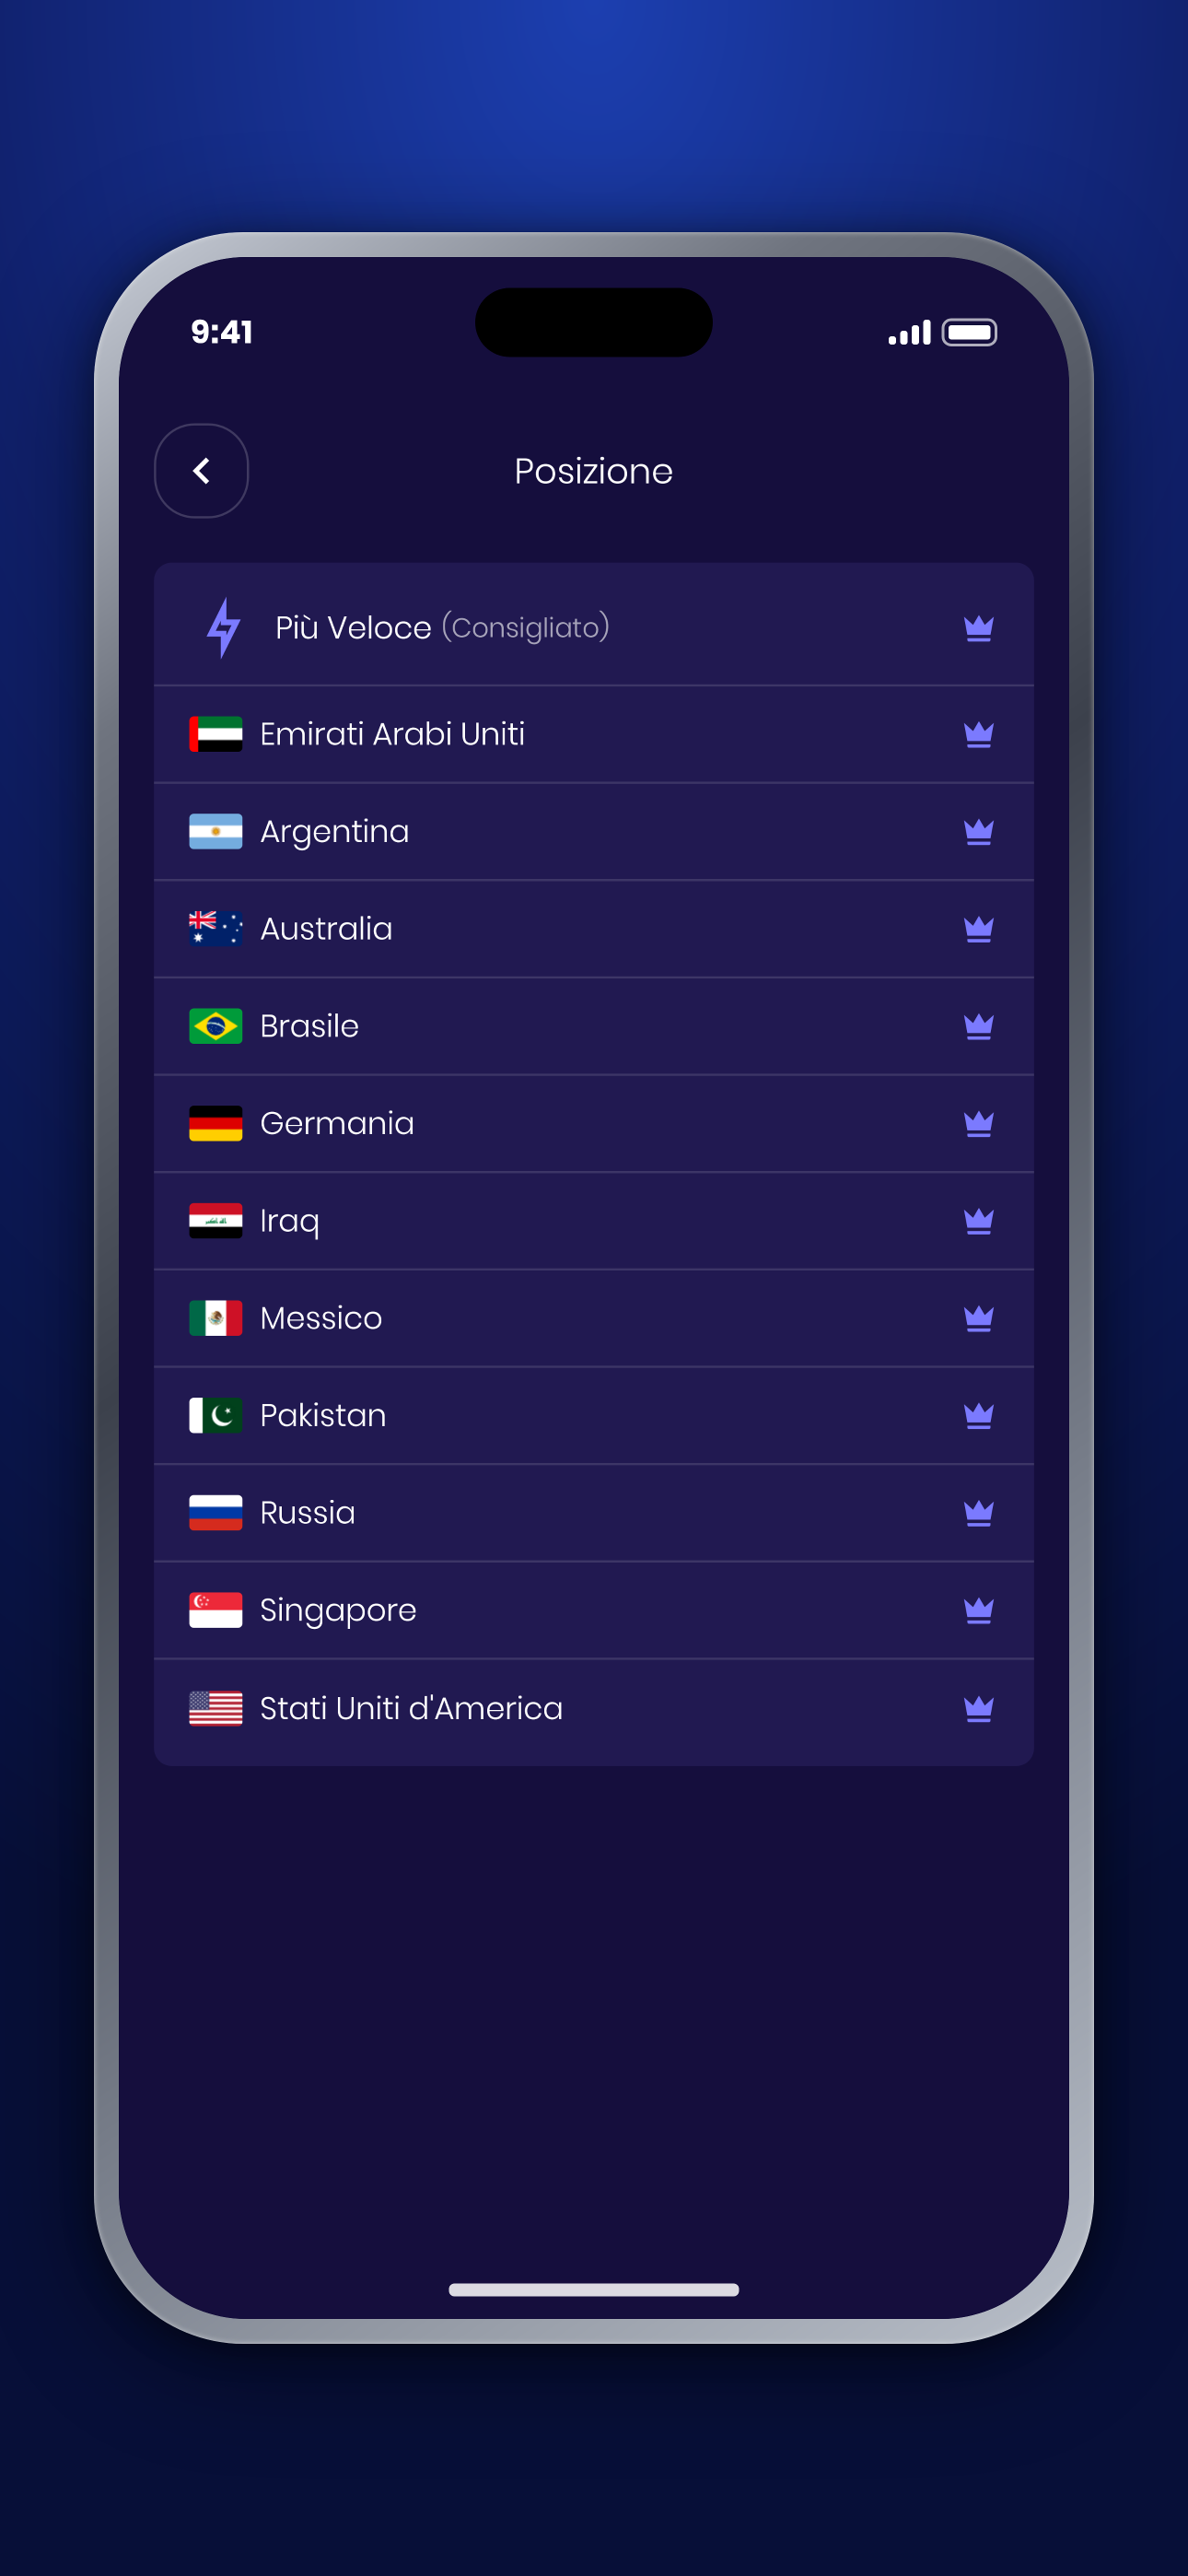 9:41
Posizione
Più Veloce (Consigliato)
Emirati Arabi Uniti
Argentina
Australia
Brasile
Germania
Iraq
Messico
Pakistan
Russia
Singapore
Stati Uniti d'America